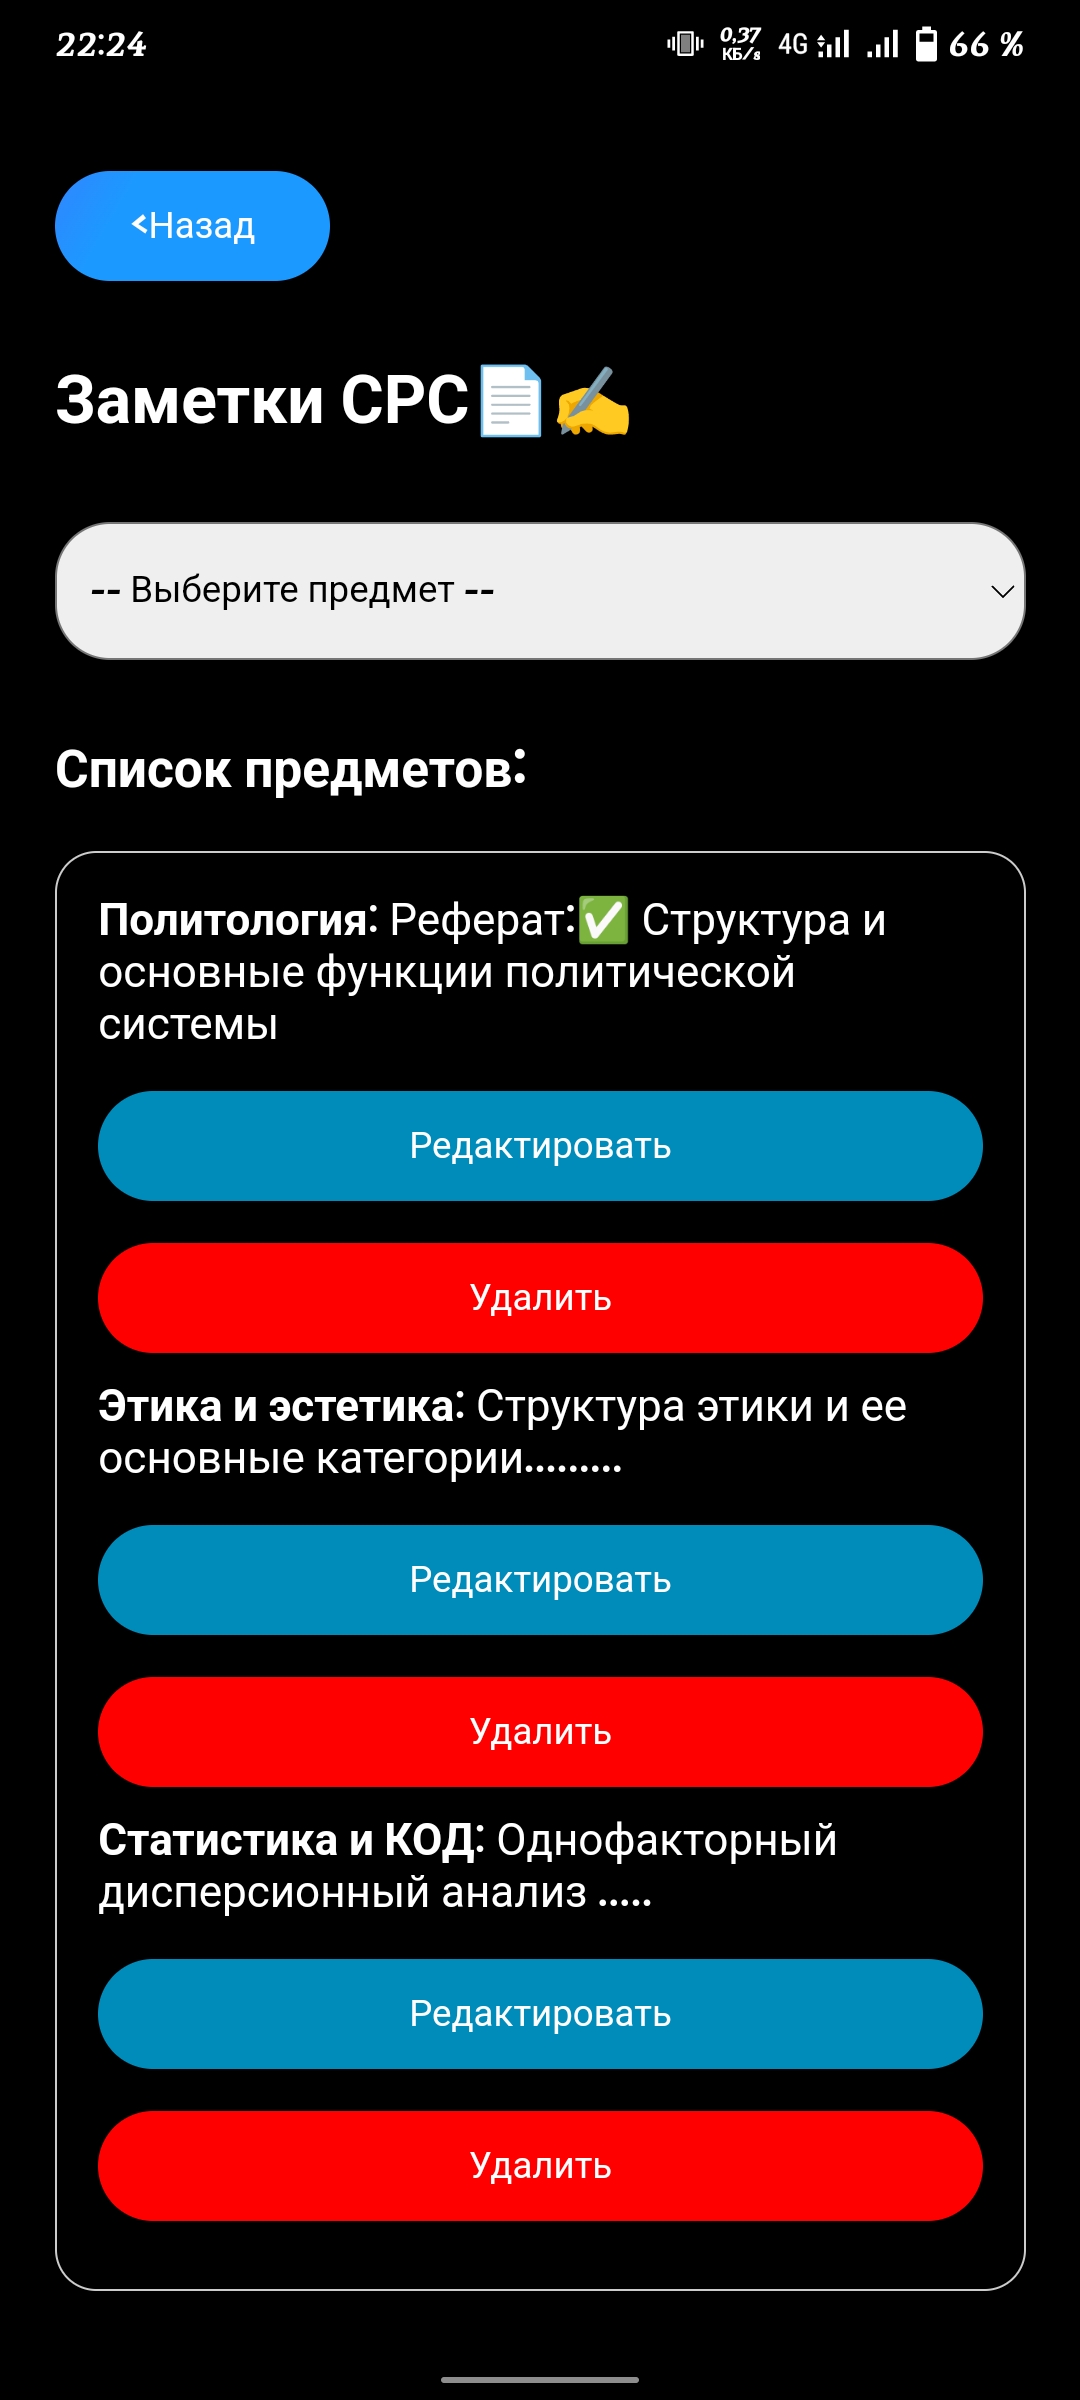 22:24 0,37 КБ/s 4G 66 %
<Назад
Заметки СРС📄✍️
-- Выберите предмет --
Список предметов:
Политология: Реферат:✅ Структура и
основные функции политической
системы
Редактировать
Удалить
Этика и эстетика: Структура этики и ее
основные категории.........
Редактировать
Удалить
Статистика и КОД: Однофакторный
дисперсионный анализ .....
Редактировать
Удалить